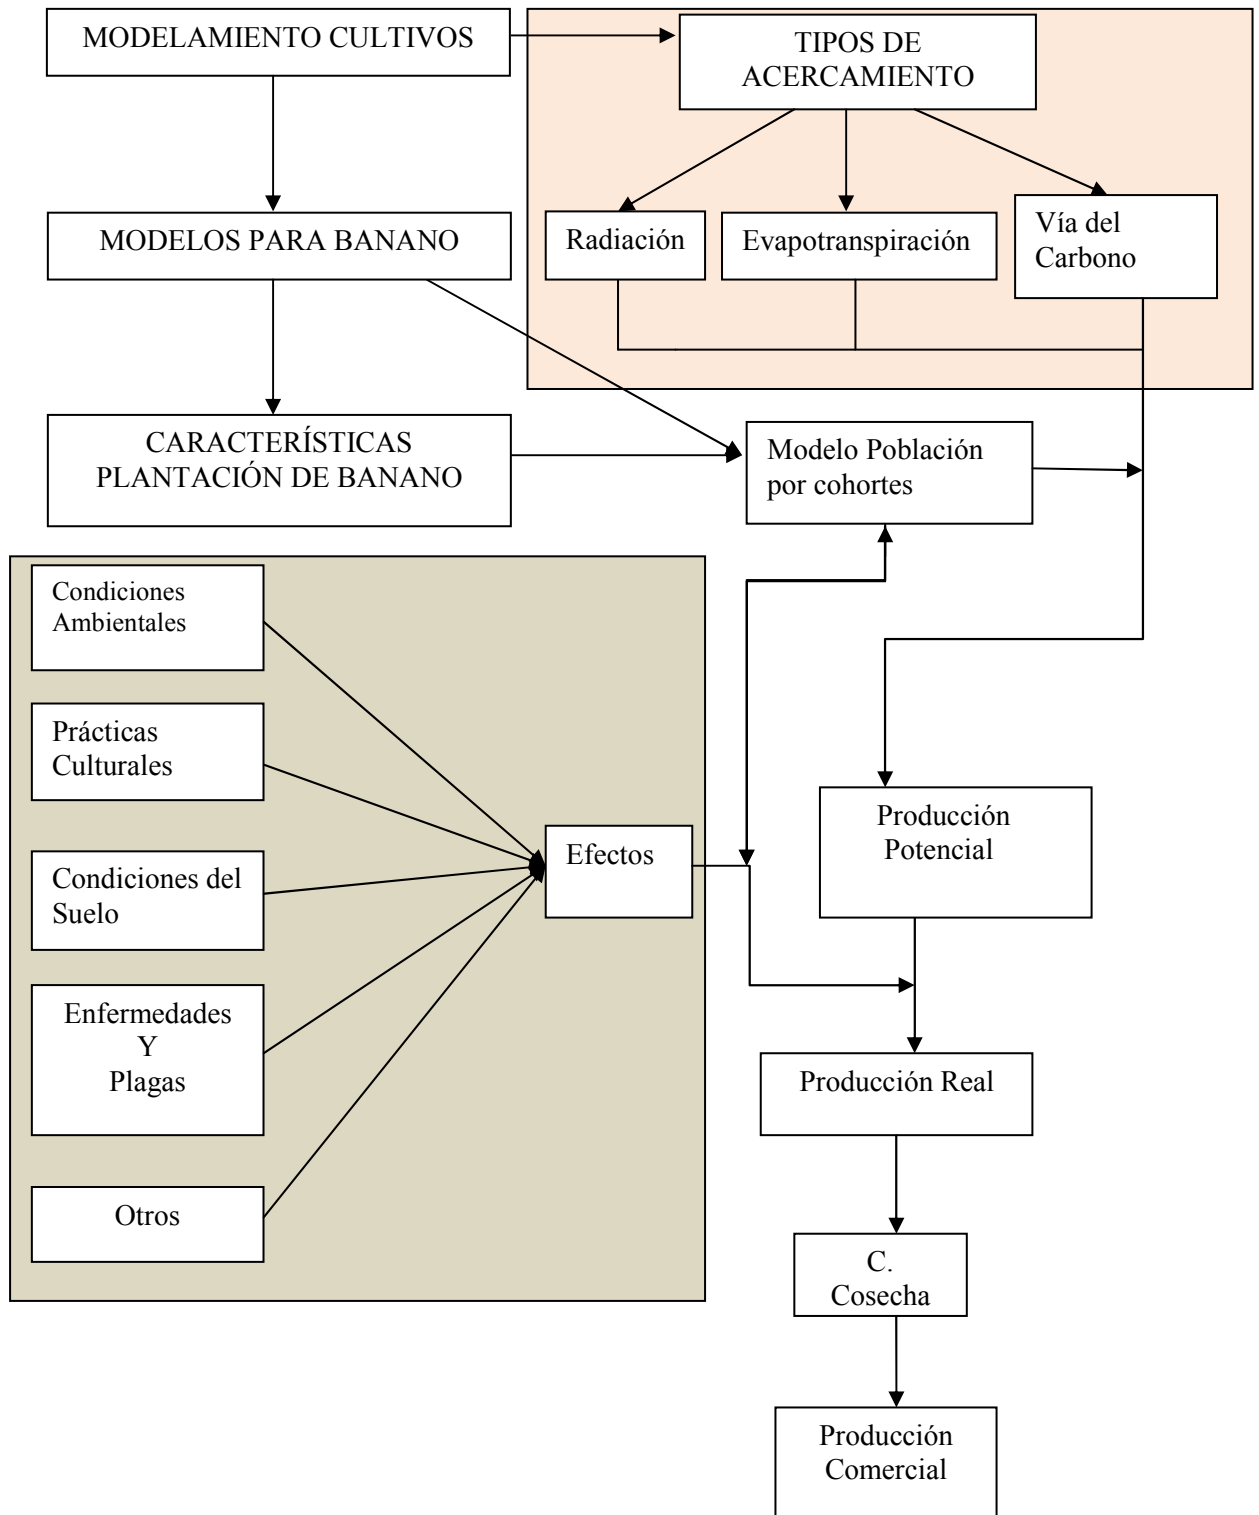 MODELAMIENTO CULTIVOS
TIPOS DE
ACERCAMIENTO
MODELOS PARA BANANO
Radiación
Evapotranspiración
Vía del
Carbono
CARACTERÍSTICAS
PLANTACIÓN DE BANANO
Modelo Población
por cohortes
Condiciones
Ambientales
Prácticas
Culturales
Condiciones del
Suelo
Enfermedades
Y
Plagas
Otros
Efectos
Producción
Potencial
Producción Real
C.
Cosecha
Producción
Comercial